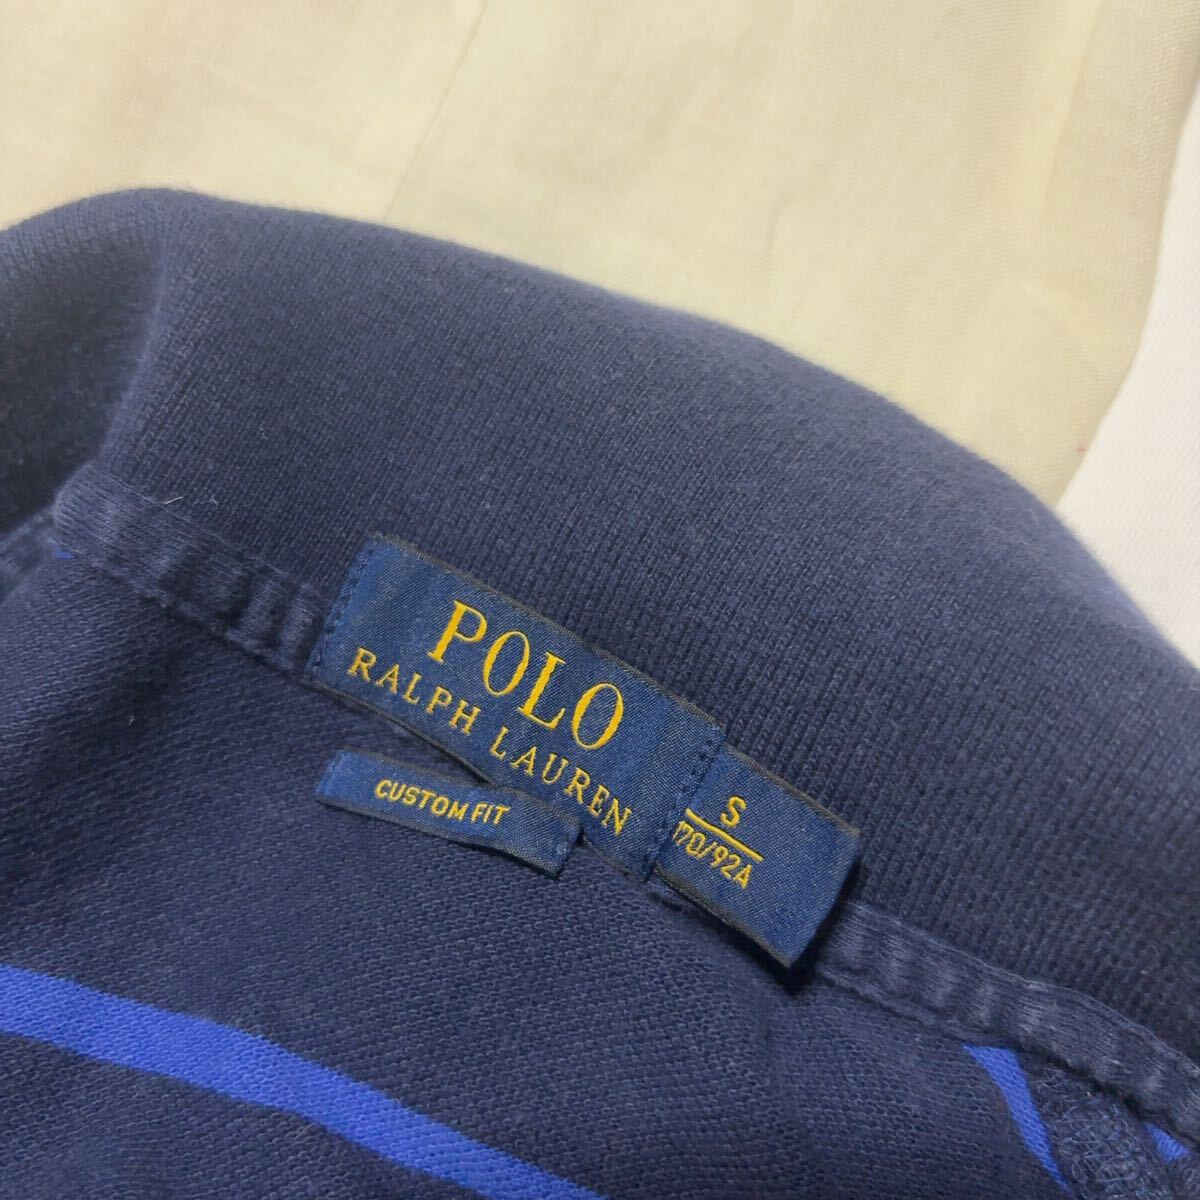 POLO
RALPH LAUREN
CUSTOM FIT
S
170/92A